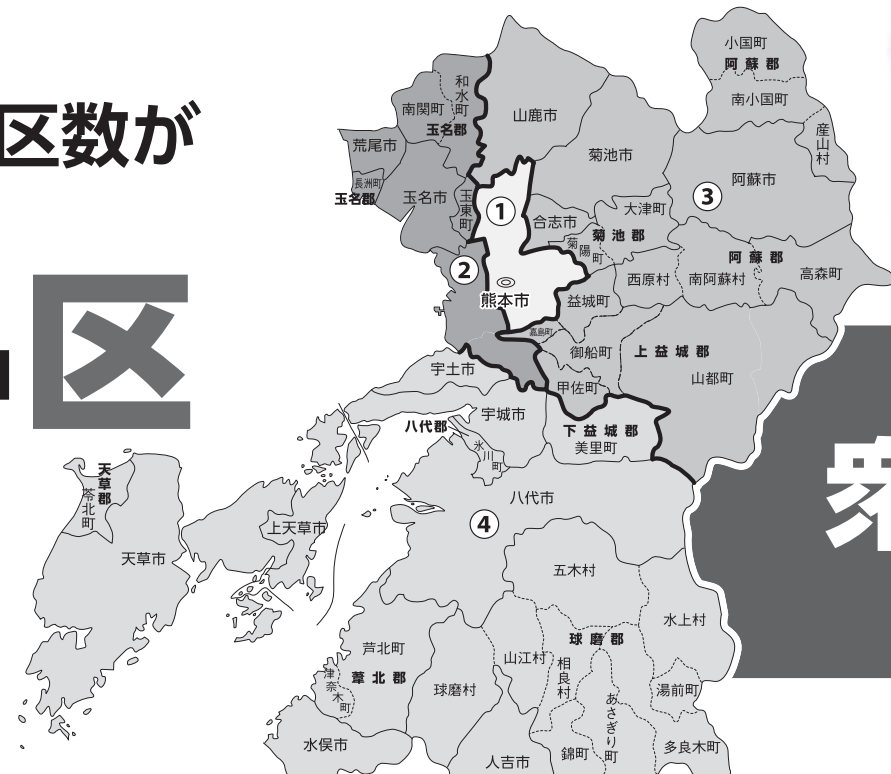 区数が
区
衆
小国町
阿蘇郡
南小国町
産山村
和水町
南関町
玉名郡
荒尾市
長洲町
玉名郡
玉名市
玉東町
山鹿市
菊池市
阿蘇市
③
①
合志市
大津町
菊池郡
菊陽町
②
熊本市
益城町
西原村
南阿蘇村
阿蘇郡
高森町
嘉島町
御船町
上益城郡
山都町
甲佐町
宇土市
宇城市
八代郡
氷川町
下益城郡
美里町
八代市
④
天草郡
苓北町
天草市
上天草市
五木村
水上村
球磨郡
山江村
相良村
あさぎり町
湯前町
芦北町
葦北郡
津奈木町
球磨村
水俣市
人吉市
錦町
多良木町